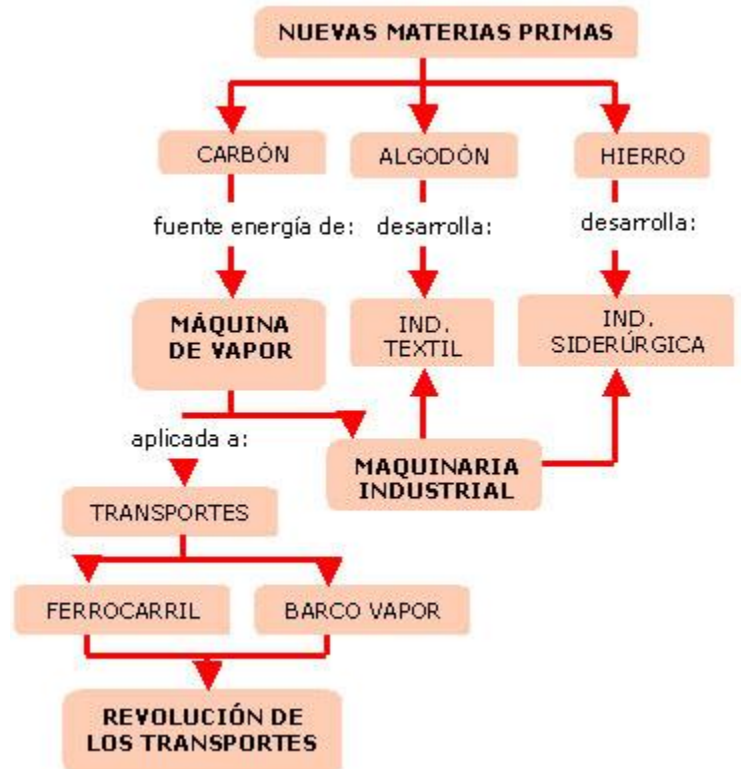 NUEVAS MATERIAS PRIMAS
CARBÓN
ALGODÓN
HIERRO
fuente energía de:
desarrolla:
desarrolla:
MÁQUINA
DE VAPOR
IND.
TEXTIL
IND.
SIDERÚRGICA
aplicada a:
MAQUINARIA
INDUSTRIAL
TRANSPORTES
FERROCARRIL
BARCO VAPOR
REVOLUCIÓN DE
LOS TRANSPORTES